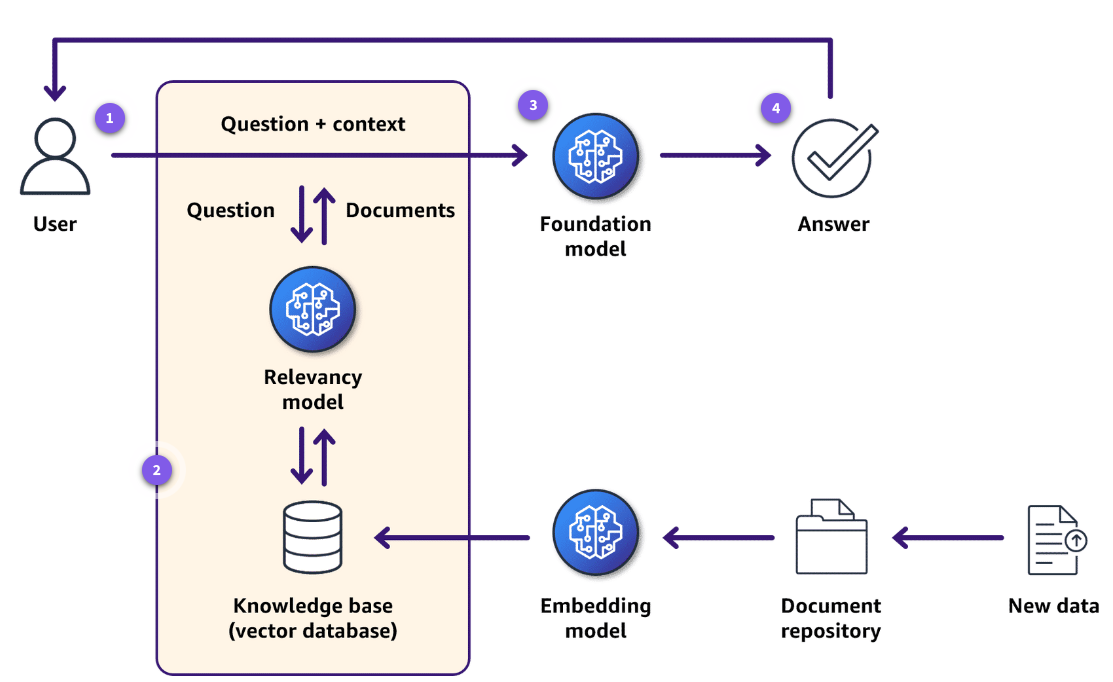 1
Question + context
3
4
Question
Documents
User
Foundation
model
Answer
Relevancy
model
2
Knowledge base
(vector database)
Embedding
model
Document
repository
New data